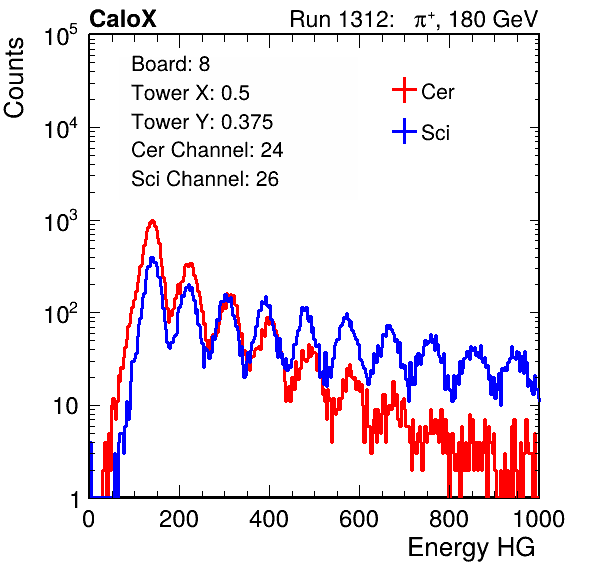 CaloX Run 1312: π⁺, 180 GeV
Counts
10⁵
10⁴
10³
10²
10
1
Board: 8
Tower X: 0.5
Tower Y: 0.375
Cer Channel: 24
Sci Channel: 26
Cer
Sci
0 200 400 600 800 1000
Energy HG